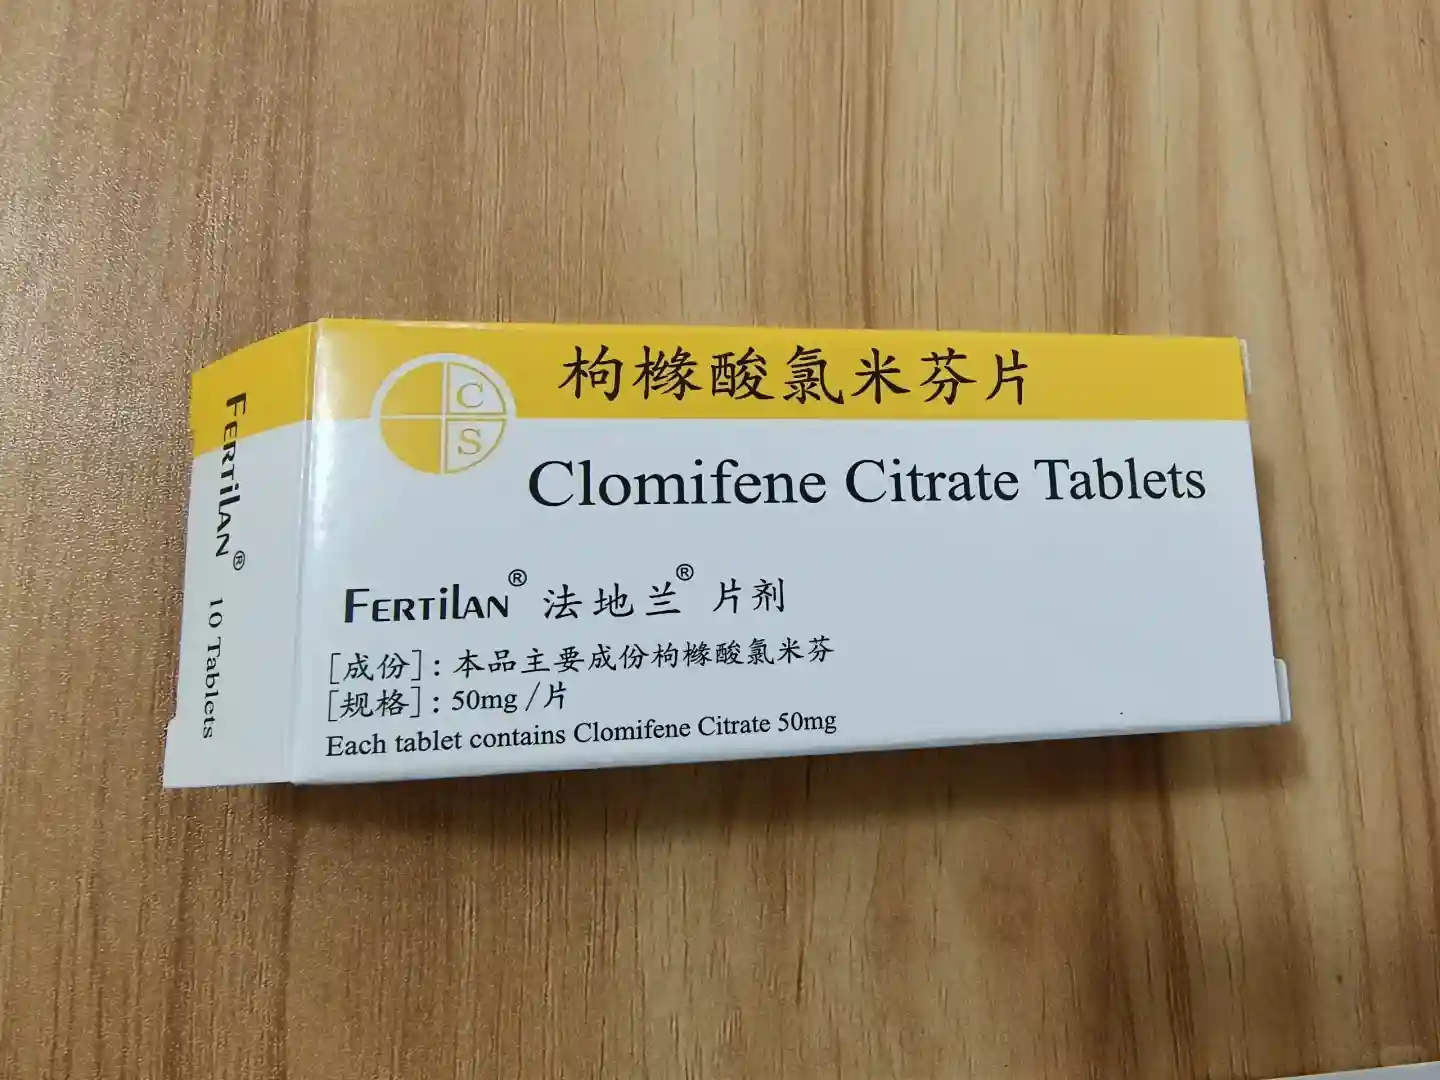 枸橼酸氯米芬片
C
S
Clomifene Citrate Tablets
FERTILAN® 法地兰® 片剂
[成份]：本品主要成份枸橼酸氯米芬
[规格]：50mg/片
Each tablet contains Clomifene Citrate 50mg
FERTILAN® 10 Tablets